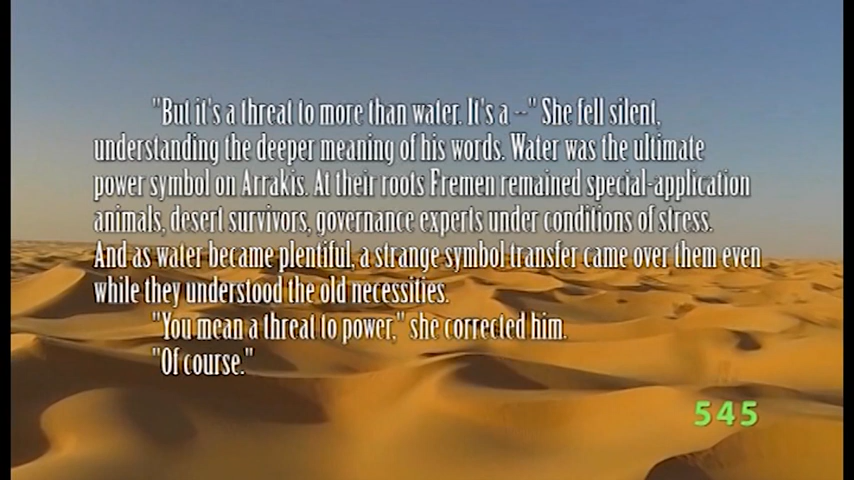 "But it's a threat to more than water. It's a --" She fell silent,
understanding the deeper meaning of his words. Water was the ultimate
power symbol on Arrakis. At their roots Fremen remained special-application
animals, desert survivors, governance experts under conditions of stress.
And as water became plentiful, a strange symbol transfer came over them even
while they understood the old necessities.
"You mean a threat to power," she corrected him.
"Of course."
545